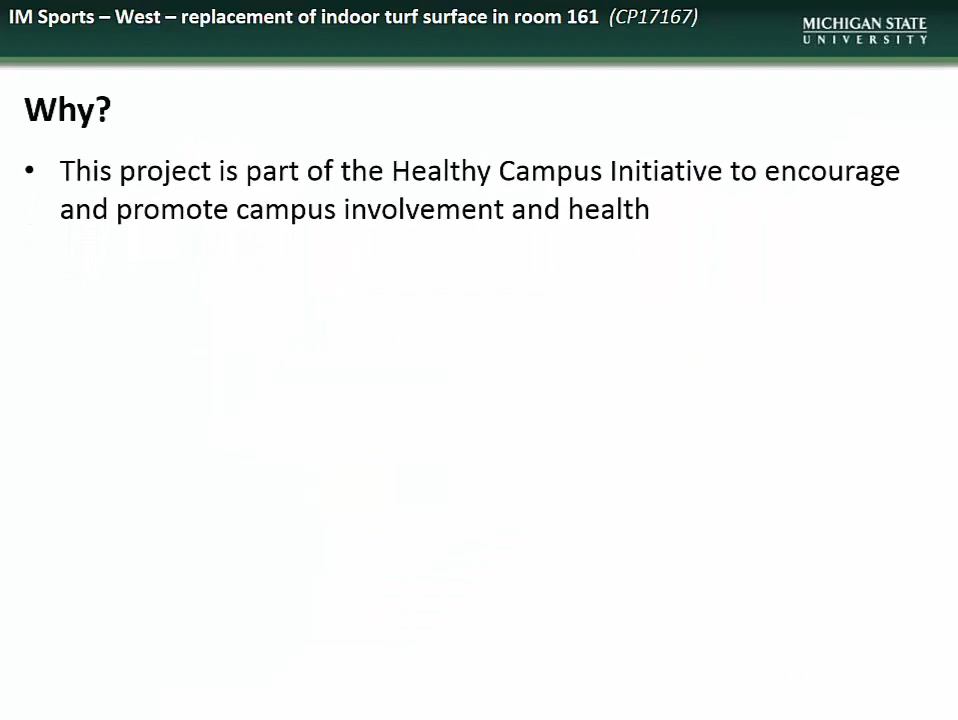 IM Sports – West – replacement of indoor turf surface in room 161 (CP17167)
MICHIGAN STATE
UNIVERSITY
Why?
• This project is part of the Healthy Campus Initiative to encourage
and promote campus involvement and health